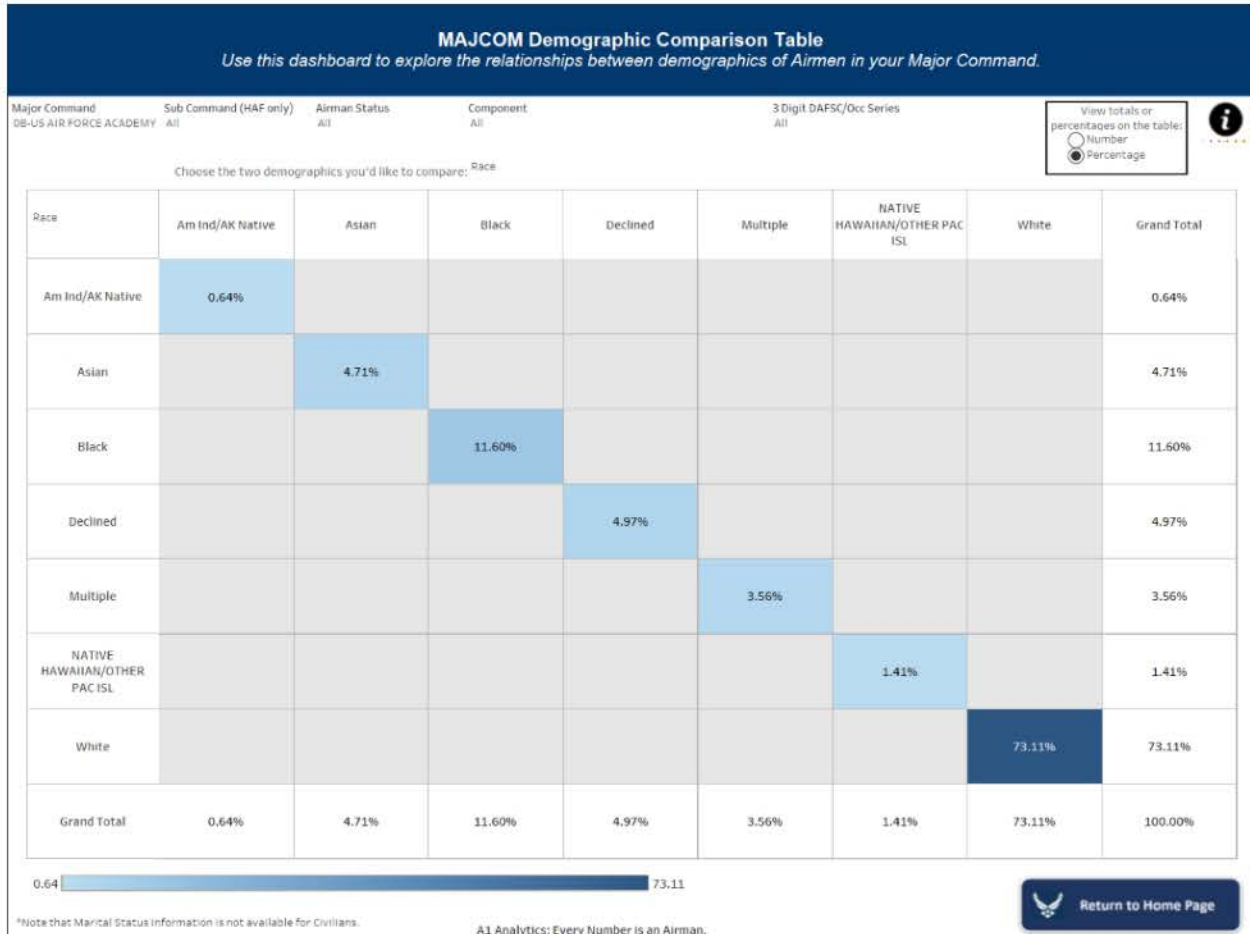 MAJCOM Demographic Comparison Table
Use this dashboard to explore the relationships between demographics of Airmen in your Major Command.
Major Command Sub Command (HAF only) Airman Status Component 3 Digit DAFSC/Occ Series
0B-US AIR FORCE ACADEMY All All All All
View totals or
percentages on the table:
Number
Percentage
i
Choose the two demographics you'd like to compare: Race
Race Am Ind/AK Native Asian Black Declined Multiple NATIVE HAWAIIAN/OTHER PAC ISL White Grand Total
Am Ind/AK Native 0.64% 0.64%
Asian 4.71% 4.71%
Black 11.60% 11.60%
Declined 4.97% 4.97%
Multiple 3.56% 3.56%
NATIVE
HAWAIIAN/OTHER
PAC ISL
1.41% 1.41%
White 73.11% 73.11%
Grand Total 0.64% 4.71% 11.60% 4.97% 3.56% 1.41% 73.11% 100.00%
0.64 73.11
Return to Home Page
*Note that Marital Status Information is not available for Civilians.
A1 Analytics: Every Number is an Airman.